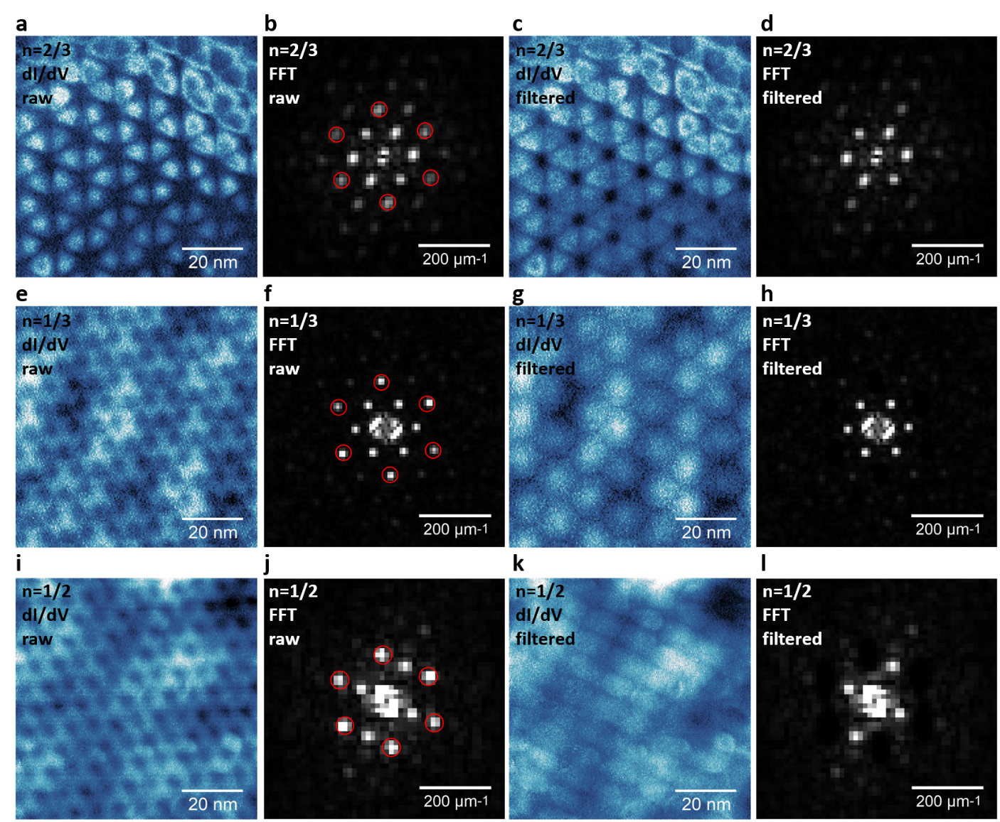 a
b
c
d
n=2/3
dI/dV
raw
20 nm
n=2/3
FFT
raw
200 µm-1
n=2/3
dI/dV
filtered
20 nm
n=2/3
FFT
filtered
200 µm-1
e
f
g
h
n=1/3
dI/dV
raw
20 nm
n=1/3
FFT
raw
200 µm-1
n=1/3
dI/dV
filtered
20 nm
n=1/3
FFT
filtered
200 µm-1
i
j
k
l
n=1/2
dI/dV
raw
20 nm
n=1/2
FFT
raw
200 µm-1
n=1/2
dI/dV
filtered
20 nm
n=1/2
FFT
filtered
200 µm-1